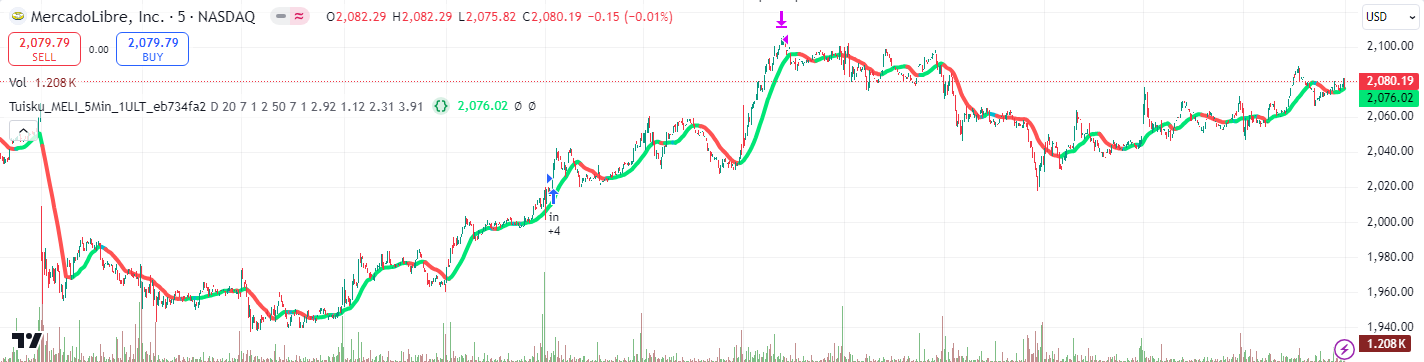 MercadoLibre, Inc. · 5 · NASDAQ O2,082.29 H2,082.29 L2,075.82 C2,080.19 −0.15 (−0.01%)
USD
2,079.79 0.00 2,079.79
SELL BUY
Vol 1.208 K
Tuisku_MELI_5Min_1ULT_eb734fa2 D 20 7 1 2 50 7 1 2.92 1.12 2.31 3.91 {} 2,076.02 Ø Ø
in
+4
2,100.00
2,080.19
2,076.02
2,060.00
2,040.00
2,020.00
2,000.00
1,980.00
1,960.00
1,940.00
1.208 K